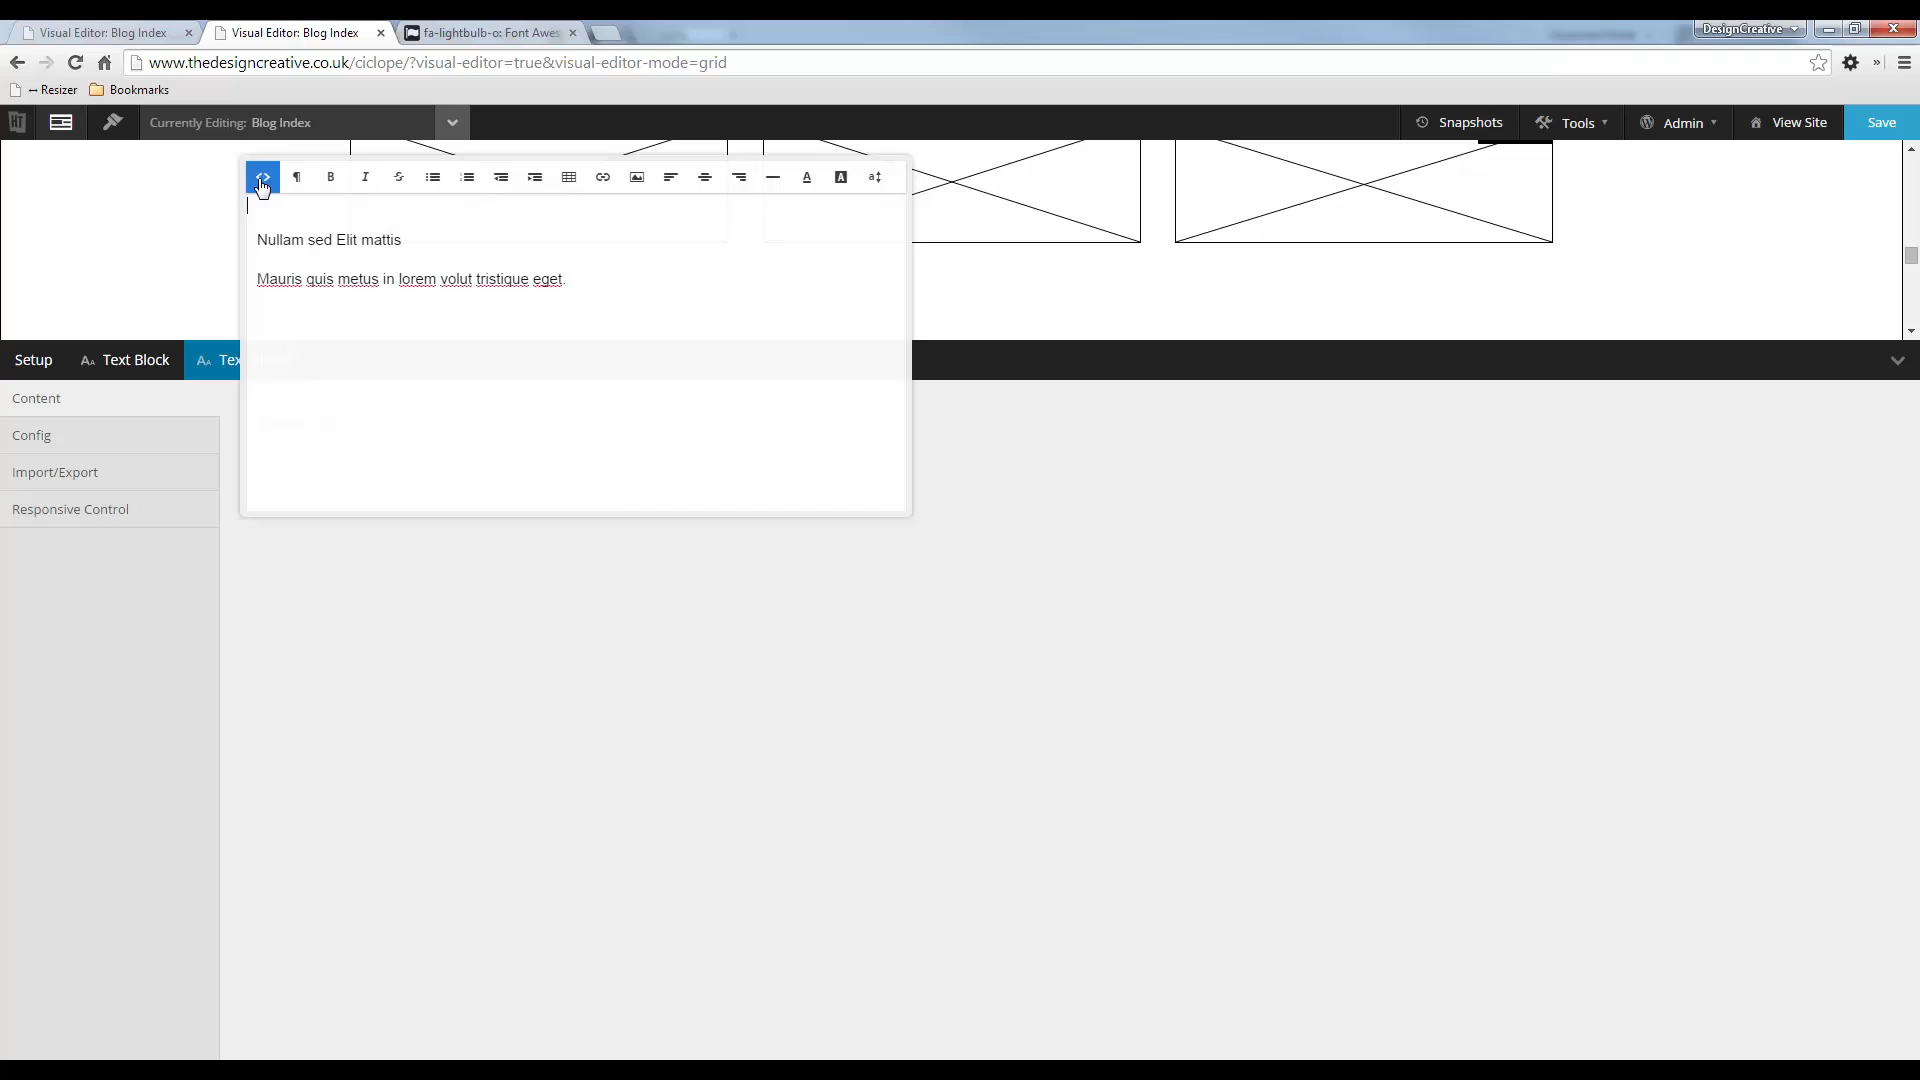 Visual Editor: Blog Index
Visual Editor: Blog Index
fa-lightbulb-o: Font Awes
DesignCreative
www.thedesigncreative.co.uk/ciclope/?visual-editor=true&visual-editor-mode=grid
Resizer
Bookmarks
HT
Currently Editing: Blog Index
Snapshots
Tools
Admin
View Site
Save
Nullam sed Elit mattis
Mauris quis metus in lorem volut tristique eget.
Setup
Text Block
Tex
Content
Config
Import/Export
Responsive Control